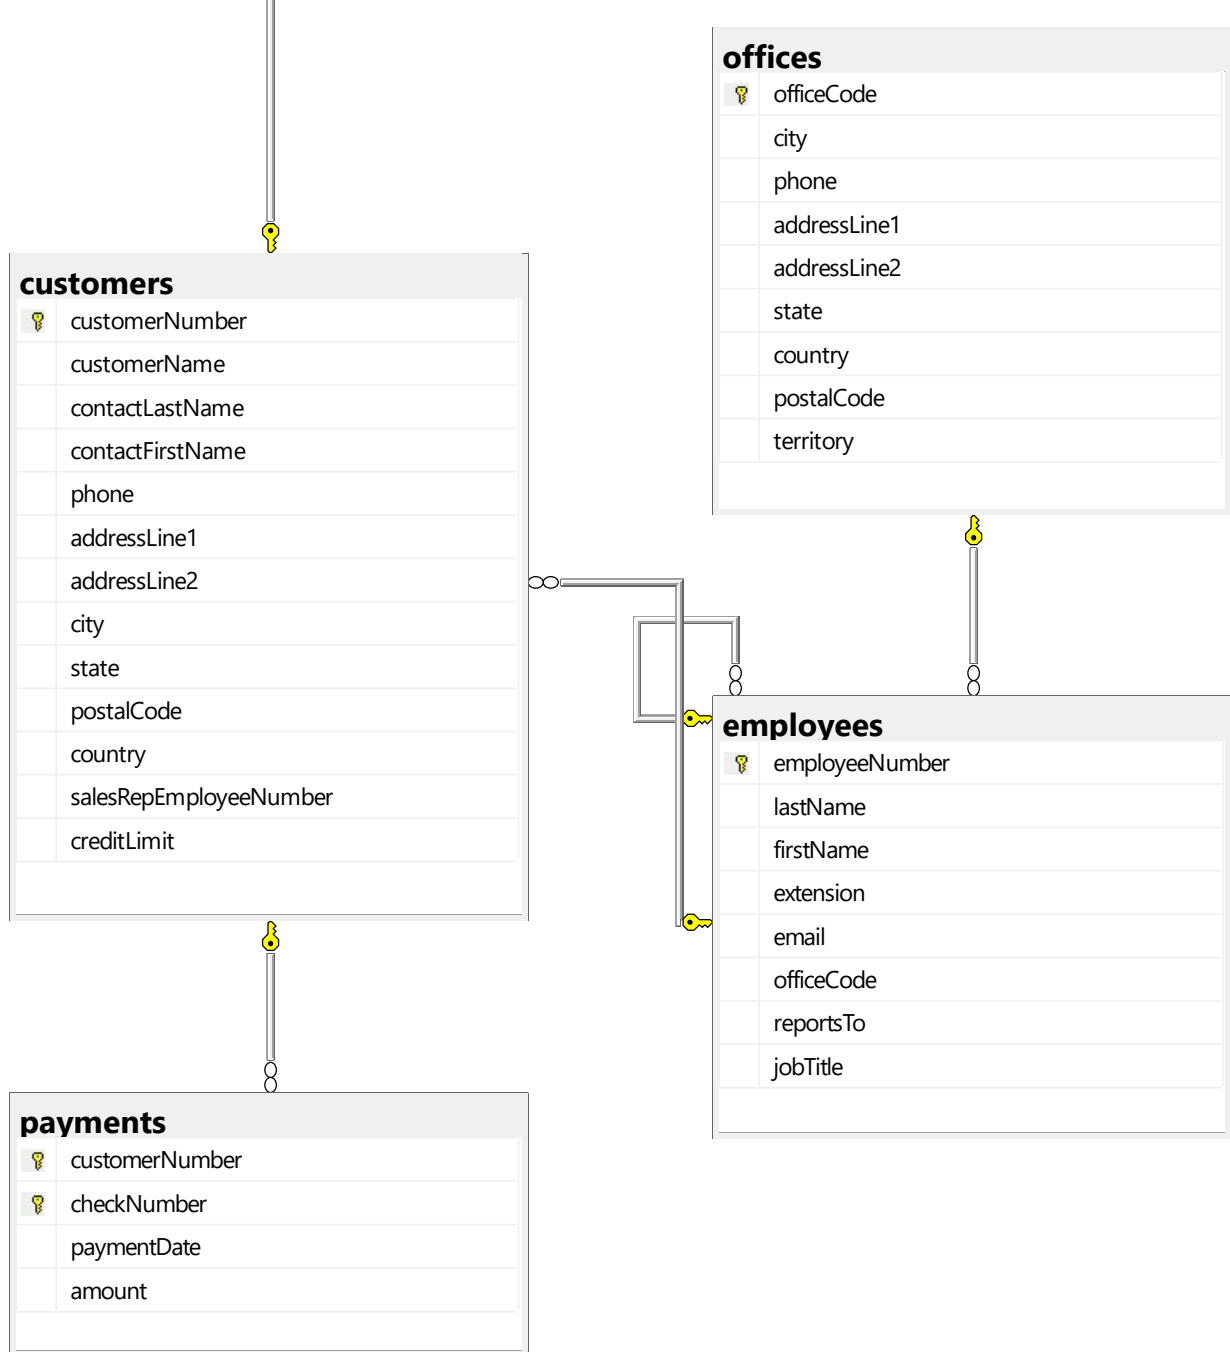 offices
officeCode
city
phone
addressLine1
addressLine2
state
country
postalCode
territory
customers
customerNumber
customerName
contactLastName
contactFirstName
phone
addressLine1
addressLine2
city
state
postalCode
country
salesRepEmployeeNumber
creditLimit
employees
employeeNumber
lastName
firstName
extension
email
officeCode
reportsTo
jobTitle
payments
customerNumber
checkNumber
paymentDate
amount